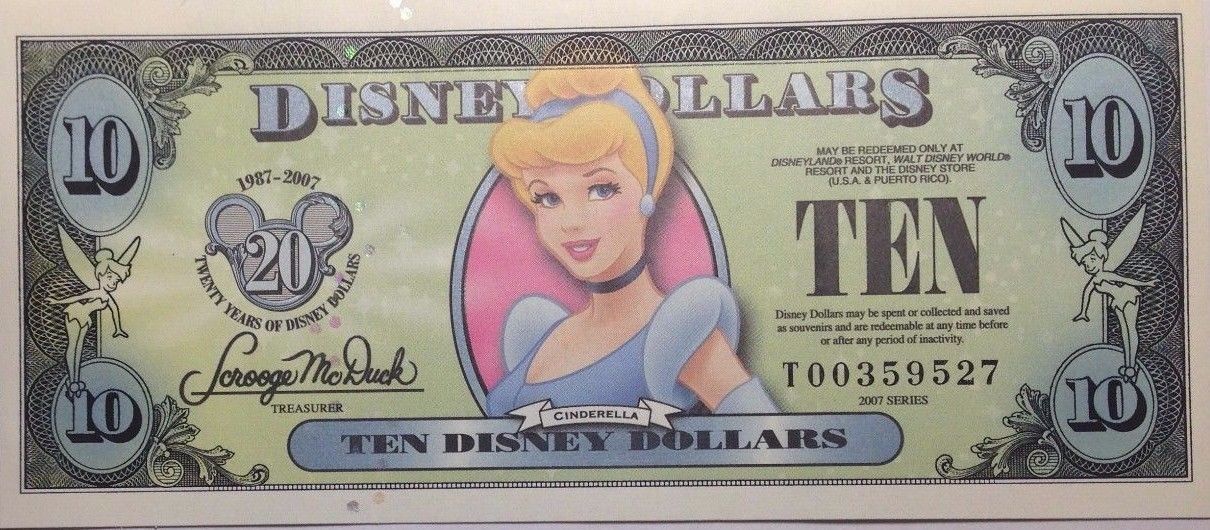 DISNEY DOLLARS
10
10
1987-2007
20
TWENTY YEARS OF DISNEY DOLLARS
MAY BE REDEEMED ONLY AT
DISNEYLAND® RESORT, WALT DISNEY WORLD®
RESORT AND THE DISNEY STORE
(U.S.A. & PUERTO RICO).
TEN
Disney Dollars may be spent or collected and saved
as souvenirs and are redeemable at any time before
or after any period of inactivity.
T00359527
2007 SERIES
Scrooge McDuck
TREASURER
CINDERELLA
TEN DISNEY DOLLARS
10
10